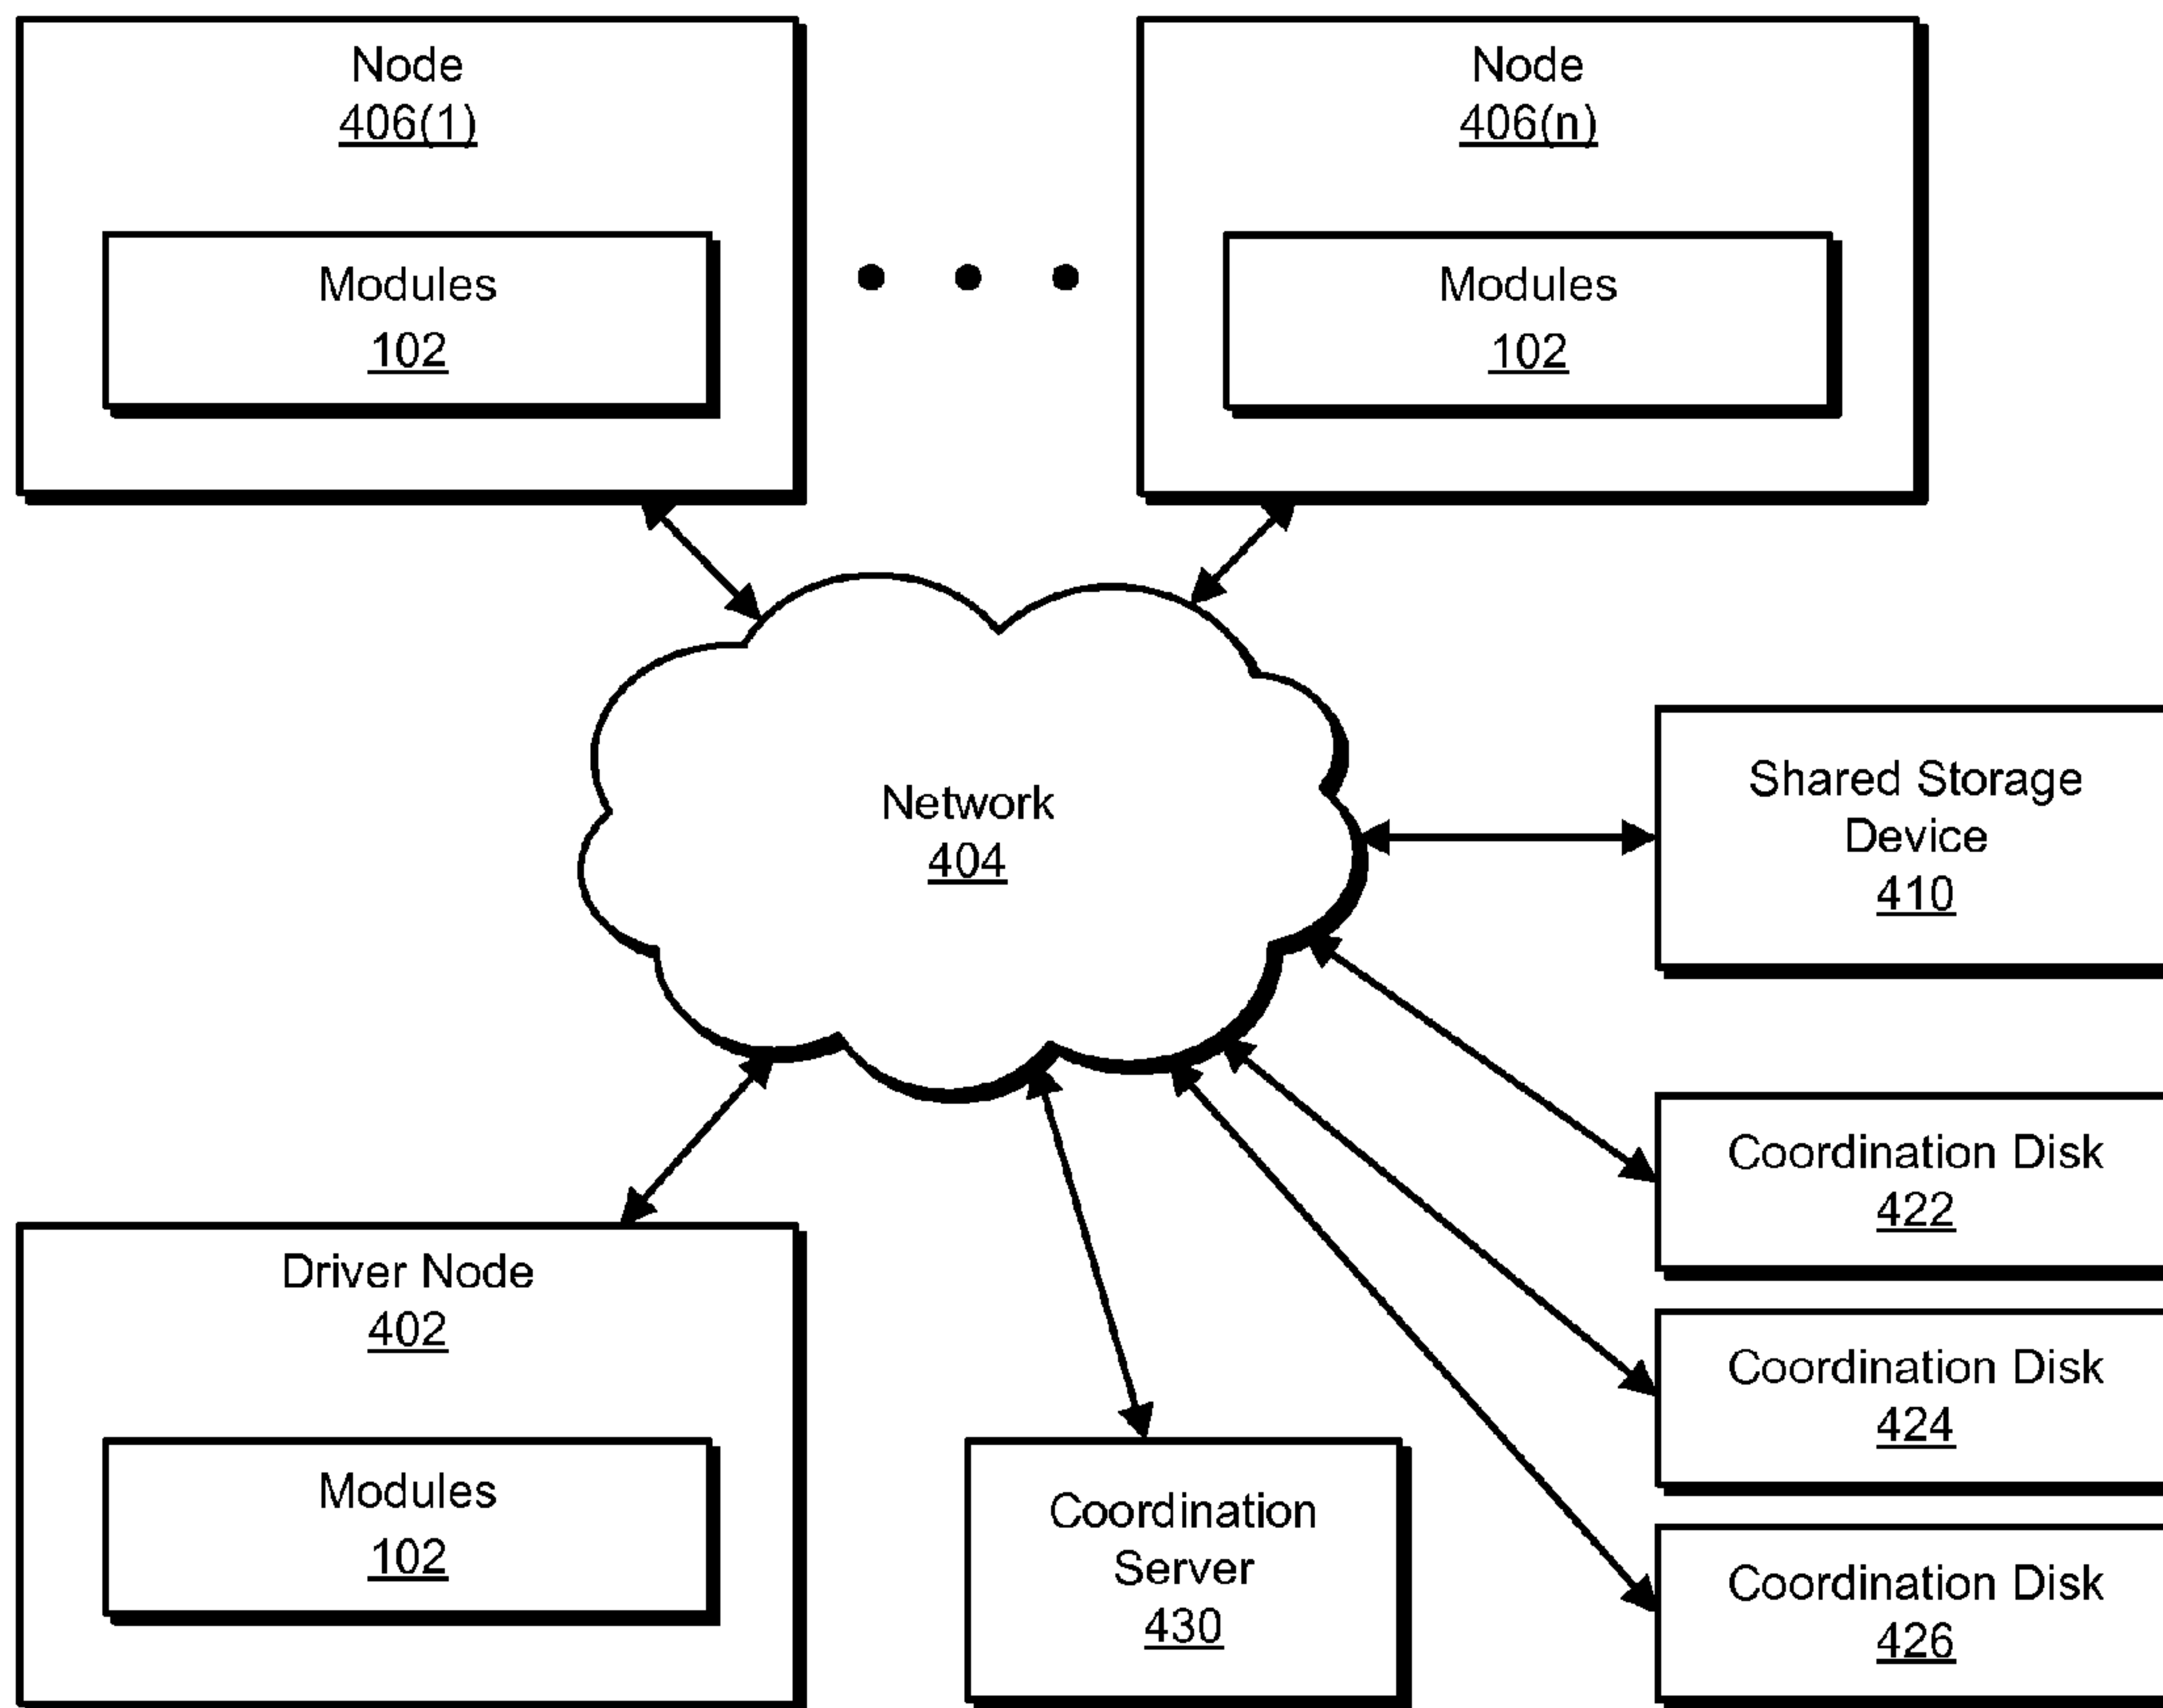 Node
406(1)
Modules
102
Node
406(n)
Modules
102
Network
404
Shared Storage
Device
410
Coordination Disk
422
Coordination Disk
424
Coordination Disk
426
Driver Node
402
Modules
102
Coordination
Server
430